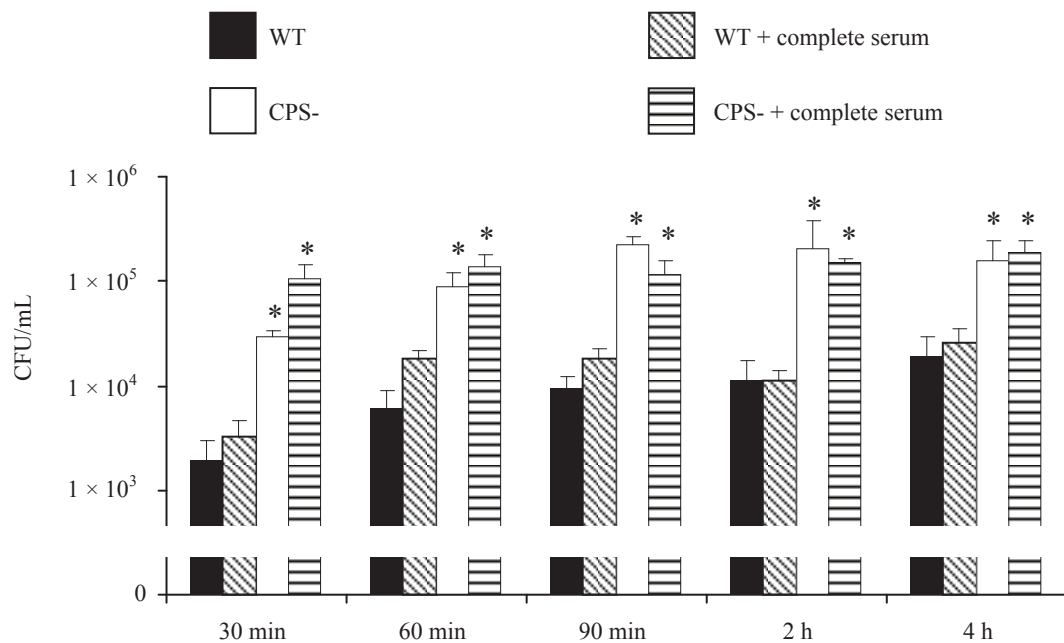 WT
WT + complete serum
CPS-
CPS- + complete serum
1 × 10⁶
1 × 10⁵
1 × 10⁴
1 × 10³
0
CFU/mL
* *
* *
* *
* *
* *
30 min 60 min 90 min 2 h 4 h